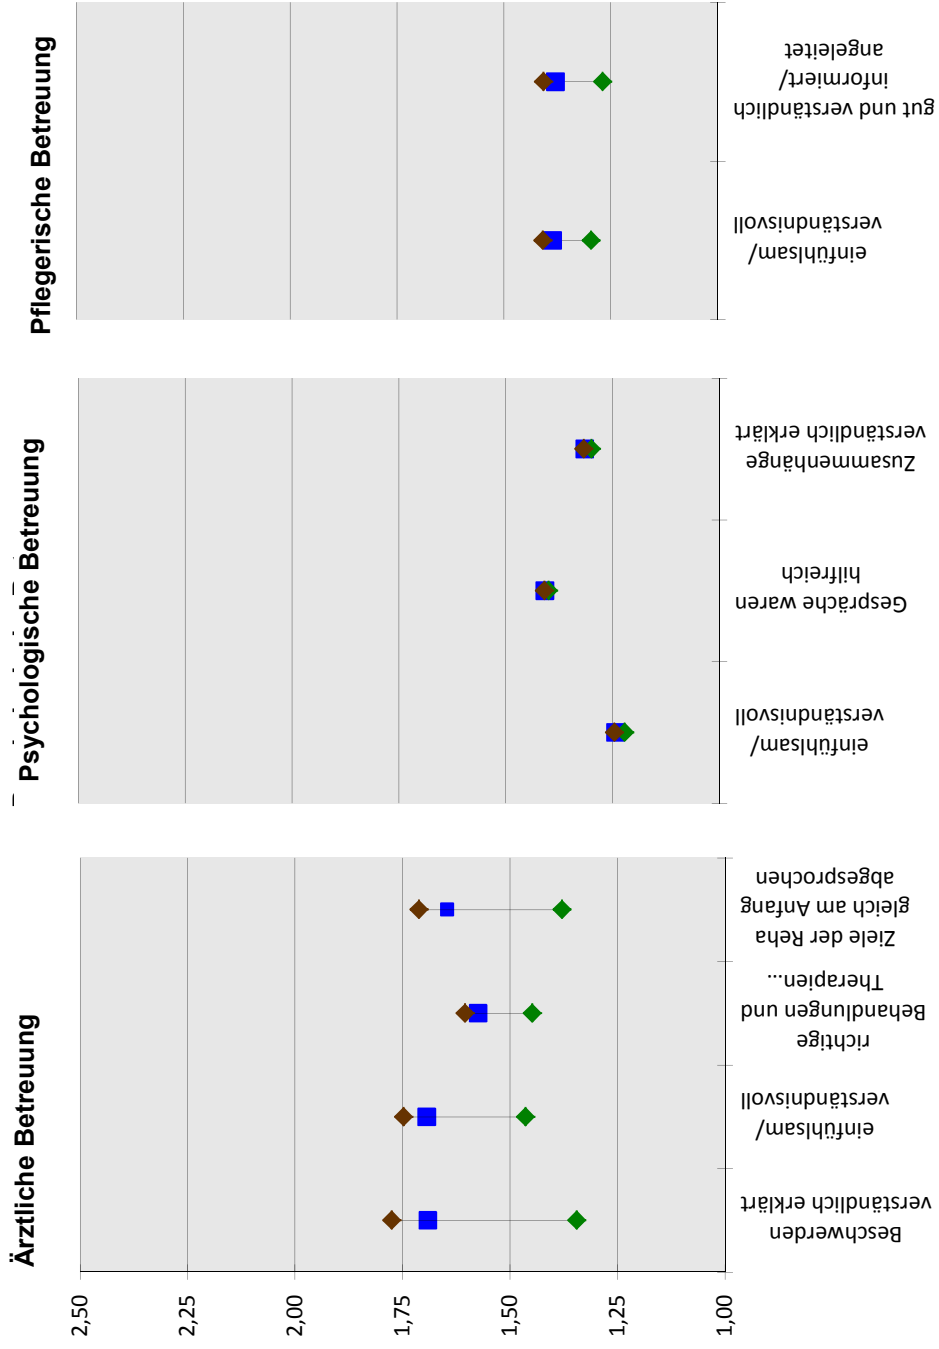 Ärztliche Betreuung
Psychologische Betreuung
Pflegerische Betreuung
2,50
2,25
2,00
1,75
1,50
1,25
1,00
Beschwerden
verständlich erklärt
einfühlsam/
verständnisvoll
richtige
Behandlungen und
Therapien...
Ziele der Reha
gleich am Anfang
abgesprochen
einfühlsam/
verständnisvoll
Gespräche waren
hilfreich
Zusammenhänge
verständlich erklärt
einfühlsam/
verständnisvoll
gut und verständlich
informiert/
angeleitet